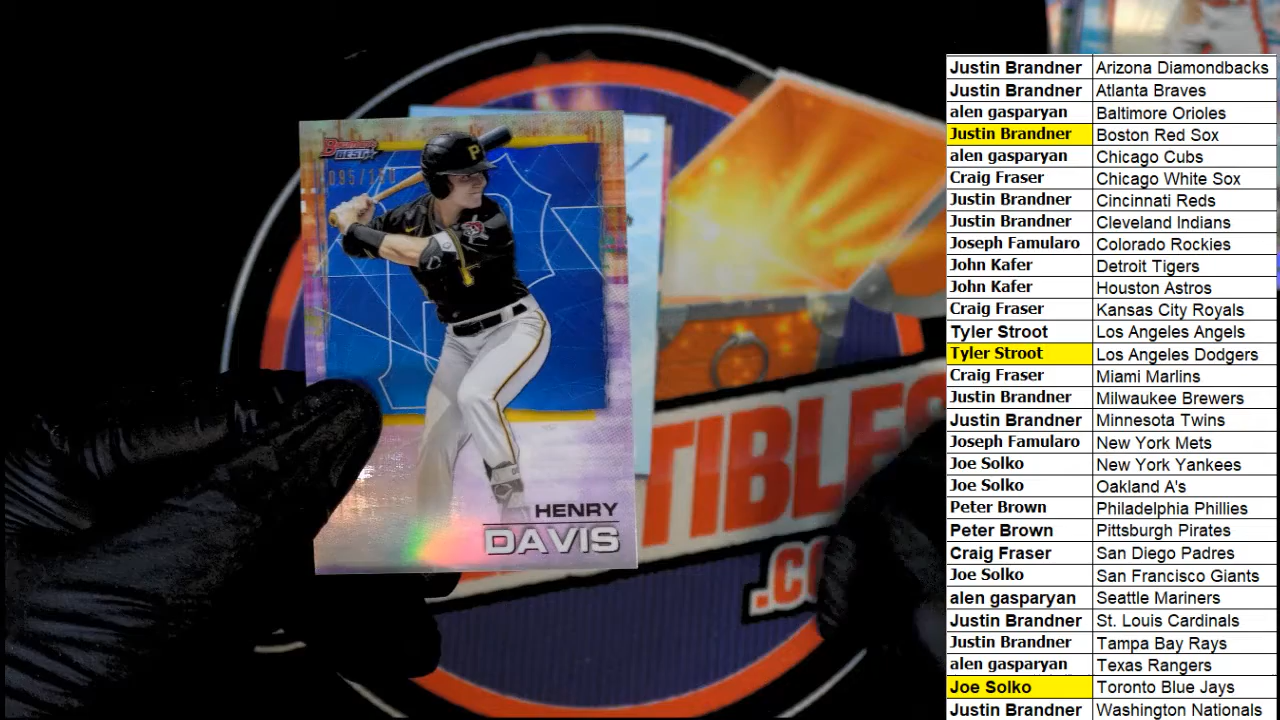 Bowman's
BEST
HENRY
DAVIS
P
TIBLES
.CO
Justin Brandner Arizona Diamondbacks
Justin Brandner Atlanta Braves
alen gasparyan Baltimore Orioles
Justin Brandner Boston Red Sox
alen gasparyan Chicago Cubs
Craig Fraser Chicago White Sox
Justin Brandner Cincinnati Reds
Justin Brandner Cleveland Indians
Joseph Famularo Colorado Rockies
John Kafer Detroit Tigers
John Kafer Houston Astros
Craig Fraser Kansas City Royals
Tyler Stroot Los Angeles Angels
Tyler Stroot Los Angeles Dodgers
Craig Fraser Miami Marlins
Justin Brandner Milwaukee Brewers
Justin Brandner Minnesota Twins
Joseph Famularo New York Mets
Joe Solko New York Yankees
Joe Solko Oakland A's
Peter Brown Philadelphia Phillies
Peter Brown Pittsburgh Pirates
Craig Fraser San Diego Padres
Joe Solko San Francisco Giants
alen gasparyan Seattle Mariners
Justin Brandner St. Louis Cardinals
Justin Brandner Tampa Bay Rays
alen gasparyan Texas Rangers
Joe Solko Toronto Blue Jays
Justin Brandner Washington Nationals